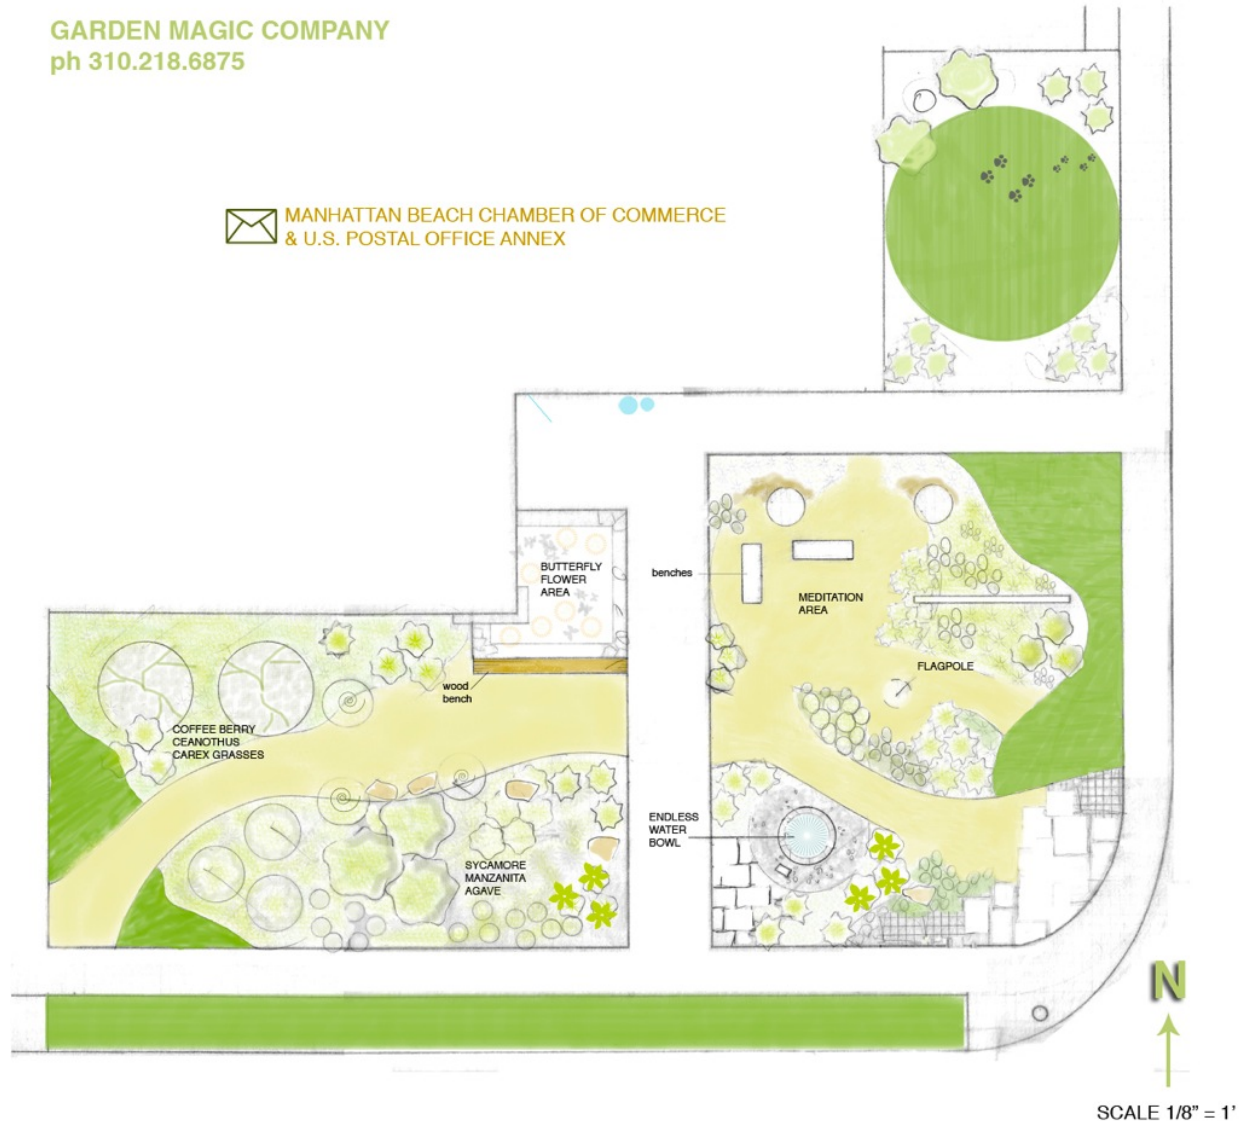 GARDEN MAGIC COMPANY
ph 310.218.6875
MANHATTAN BEACH CHAMBER OF COMMERCE
& U.S. POSTAL OFFICE ANNEX
BUTTERFLY
FLOWER
AREA
benches
MEDITATION
AREA
FLAGPOLE
wood
bench
COFFEE BERRY
CEANOTHUS
CAREX GRASSES
ENDLESS
WATER
BOWL
SYCAMORE
MANZANITA
AGAVE
N
SCALE 1/8" = 1'